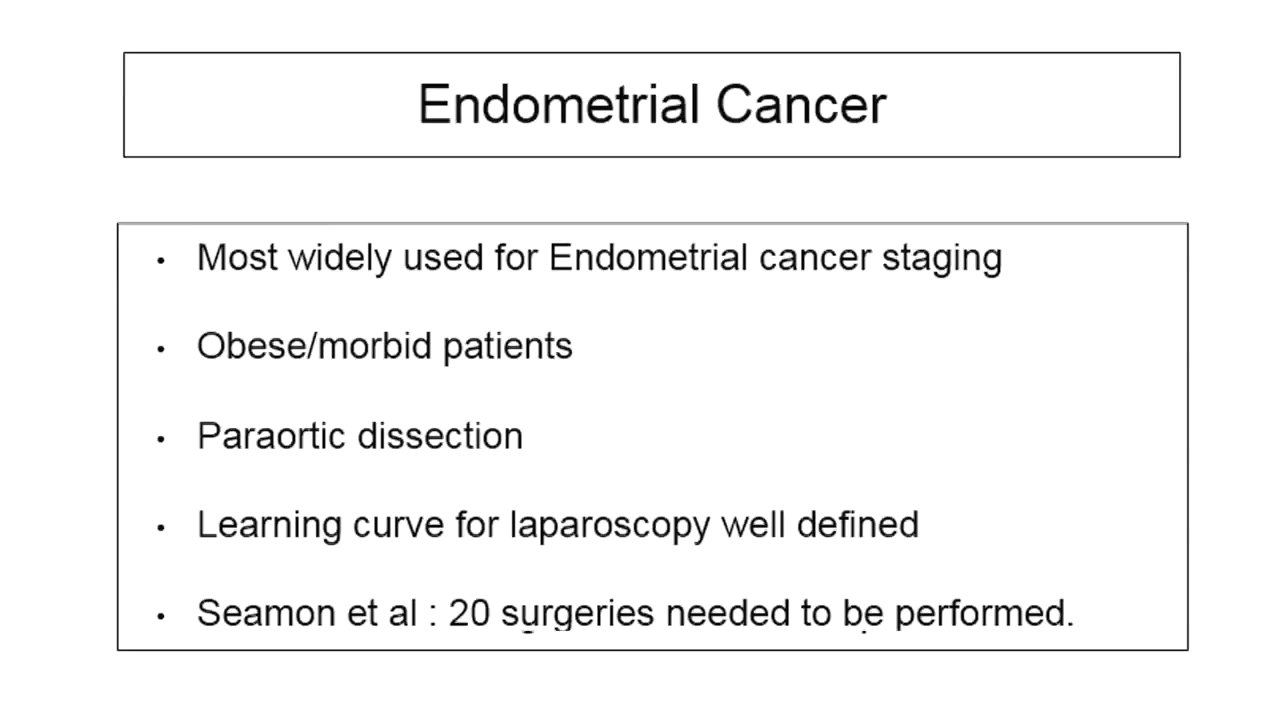 Endometrial Cancer
• Most widely used for Endometrial cancer staging
• Obese/morbid patients
• Paraortic dissection
• Learning curve for laparoscopy well defined
• Seamon et al : 20 surgeries needed to be performed.